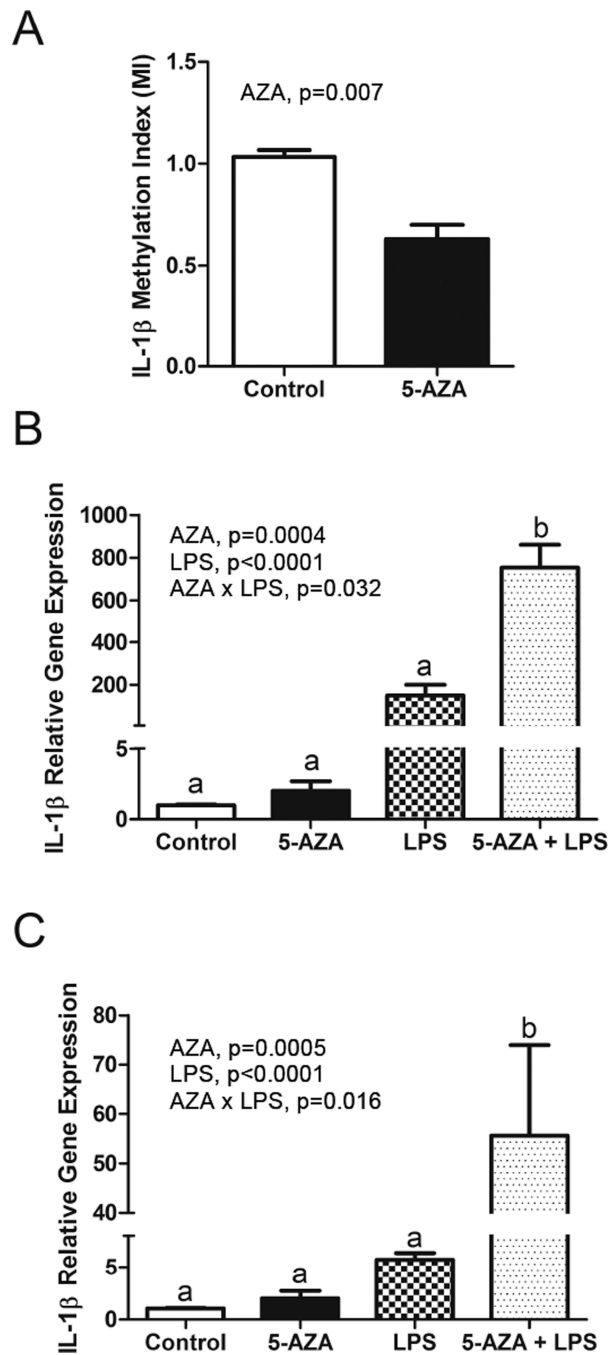 A
IL-1β Methylation Index (MI)
1.5
1.0
0.5
0.0
AZA, p=0.007
Control
5-AZA
B
IL-1β Relative Gene Expression
1000
800
600
400
200
5
0
AZA, p=0.0004
LPS, p<0.0001
AZA x LPS, p=0.032
a
a
a
b
Control
5-AZA
LPS
5-AZA + LPS
C
IL-1β Relative Gene Expression
80
70
60
50
40
5
0
AZA, p=0.0005
LPS, p<0.0001
AZA x LPS, p=0.016
a
a
a
b
Control
5-AZA
LPS
5-AZA + LPS